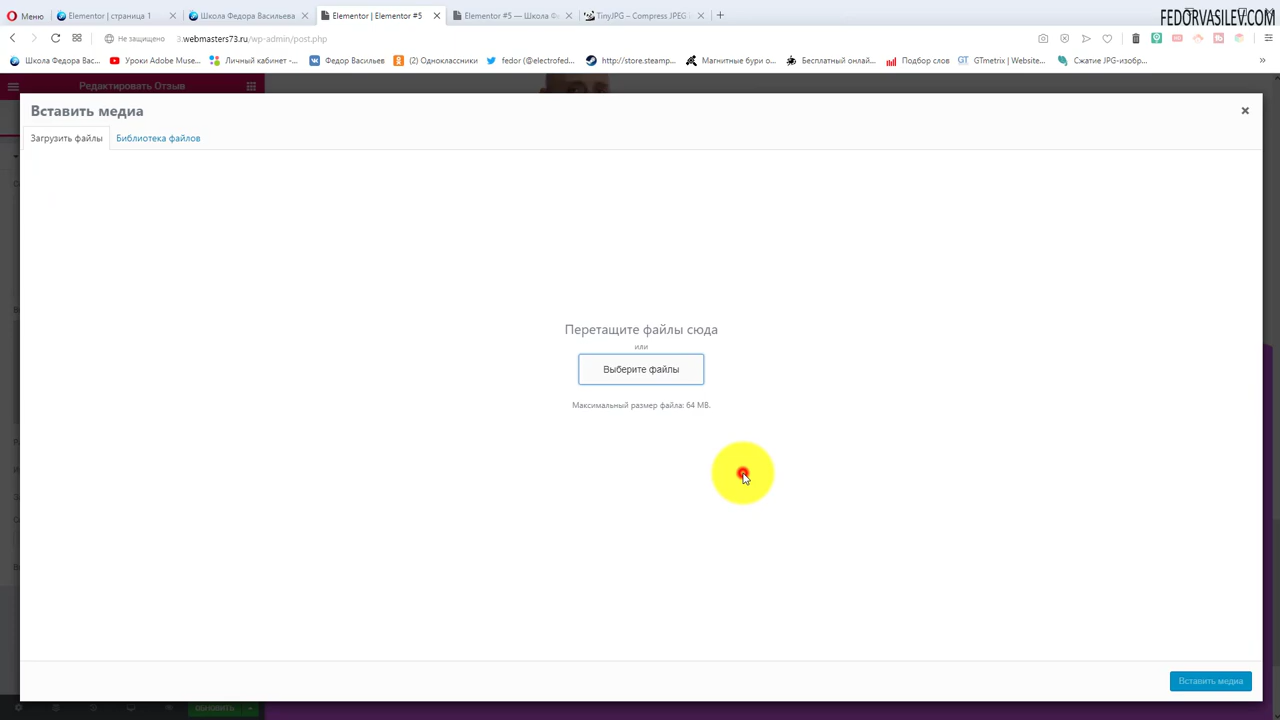 Меню
Elementor | страница 1
Школа Федора Васильева
Elementor | Elementor #5
Elementor #5 — Школа Ф
TinyJPG – Compress JPEG
FEDORVASILEV.COM
Не защищено
3.webmasters73.ru/wp-admin/post.php
Школа Федора Вас...
Уроки Adobe Muse...
Личный кабинет -...
Федор Васильев
(2) Одноклассники
fedor (@electrofed...
http://store.steamp...
Магнитные бури о...
Бесплатный онлай...
Подбор слов
GTmetrix | Website...
Сжатие JPG-изобр...
Редактировать Отзыв
Вставить медиа
Загрузить файлы
Библиотека файлов
Перетащите файлы сюда
или
Выберите файлы
Максимальный размер файла: 64 MB.
Вставить медиа
ОБНОВИТЬ